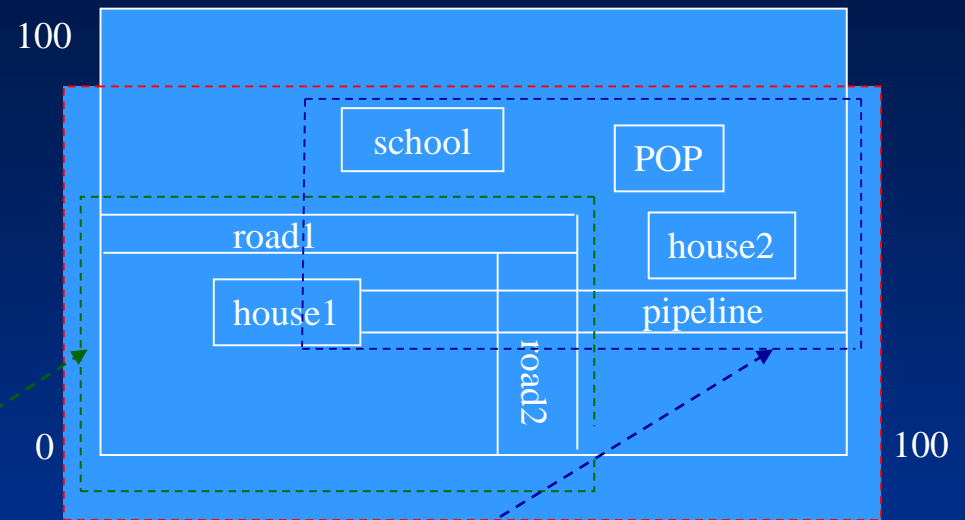 100
school
POP
road1
house2
house1
pipeline
road2
0
100